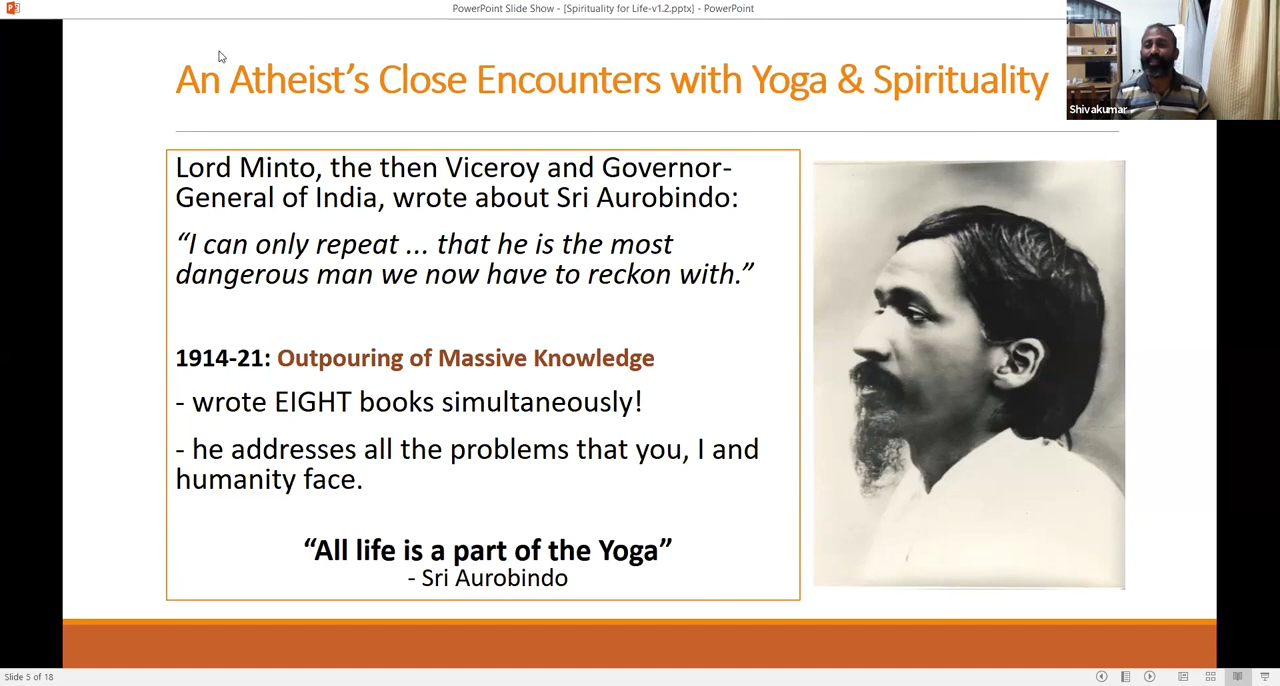 PowerPoint Slide Show - [Spirituality for Life-v1.2.pptx] - PowerPoint
An Atheist’s Close Encounters with Yoga & Spirituality
Shivakumar
Lord Minto, the then Viceroy and Governor-
General of India, wrote about Sri Aurobindo:
“I can only repeat ... that he is the most
dangerous man we now have to reckon with.”
1914-21: Outpouring of Massive Knowledge
- wrote EIGHT books simultaneously!
- he addresses all the problems that you, I and
humanity face.
“All life is a part of the Yoga”
- Sri Aurobindo
Slide 5 of 18